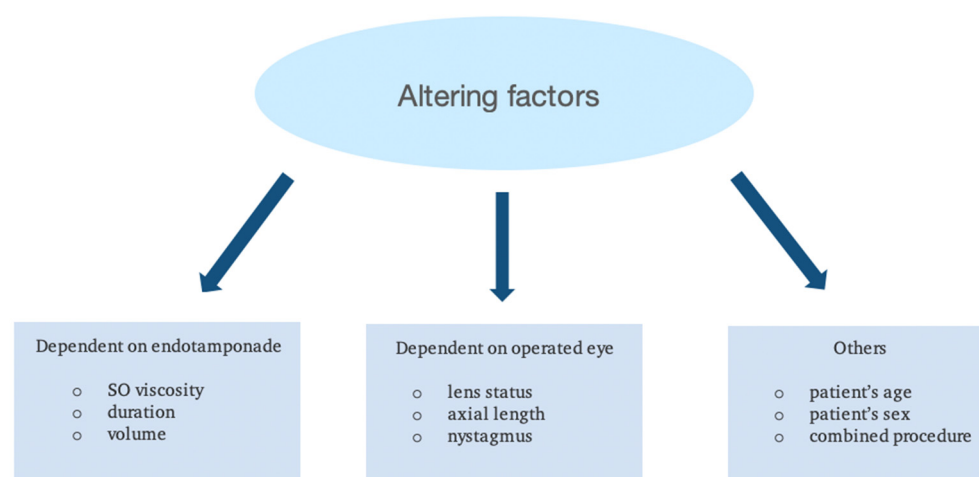 Altering factors
Dependent on endotamponade
o SO viscosity
o duration
o volume
Dependent on operated eye
o lens status
o axial length
o nystagmus
Others
o patient's age
o patient's sex
o combined procedure